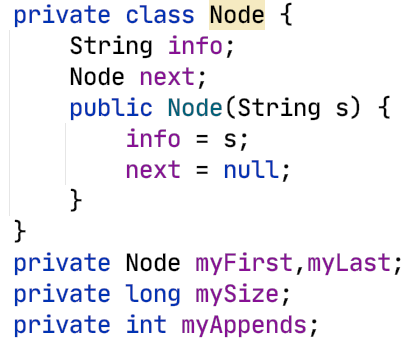 private class Node {
    String info;
    Node next;
    public Node(String s) {
        info = s;
        next = null;
    }
}
private Node myFirst,myLast;
private long mySize;
private int myAppends;